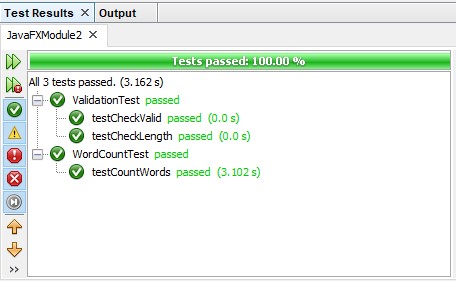 Test Results Output
JavaFXModule2
Tests passed: 100.00 %
All 3 tests passed. (3.162 s)
ValidationTest passed
testCheckValid passed (0.0 s)
testCheckLength passed (0.0 s)
WordCountTest passed
testCountWords passed (3.102 s)